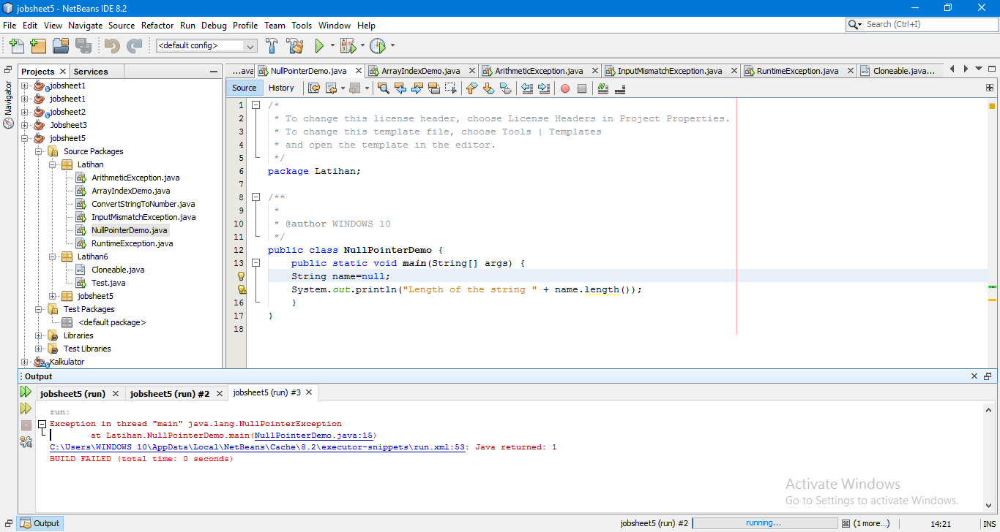 jobsheet5 - NetBeans IDE 8.2
File Edit View Navigate Source Refactor Run Debug Profile Team Tools Window Help
Search (Ctrl+I)
<default config>
Projects
Services
Navigator
jobsheet1
jobsheet1
jobsheet2
Jobsheet3
jobsheet5
Source Packages
Latihan
ArithmeticException.java
ArrayIndexDemo.java
ConvertStringToNumber.java
InputMismatchException.java
NullPointerDemo.java
RuntimeException.java
Latihan6
Cloneable.java
Test.java
jobsheet5
Test Packages
<default package>
Libraries
Test Libraries
Kalkulator
...ava NullPointerDemo.java ArrayIndexDemo.java ArithmeticException.java InputMismatchException.java RuntimeException.java Cloneable.java...
Source History
1 /*
2 * To change this license header, choose License Headers in Project Properties.
3 * To change this template file, choose Tools | Templates
4 * and open the template in the editor.
5 */
6 package Latihan;
7
8 /**
9 *
10 * @author WINDOWS 10
11 */
12 public class NullPointerDemo {
13 public static void main(String[] args) {
String name=null;
System.out.println("Length of the string " + name.length());
16 }
17 }
18
Output
jobsheet5 (run) jobsheet5 (run) #2 jobsheet5 (run) #3
run:
Exception in thread "main" java.lang.NullPointerException
at Latihan.NullPointerDemo.main(NullPointerDemo.java:15)
C:\Users\WINDOWS 10\AppData\Local\NetBeans\Cache\8.2\executor-snippets\run.xml:53: Java returned: 1
BUILD FAILED (total time: 0 seconds)
Activate Windows
Go to Settings to activate Windows.
Output
jobsheet5 (run) #2 running... (1 more...) 14:21 INS